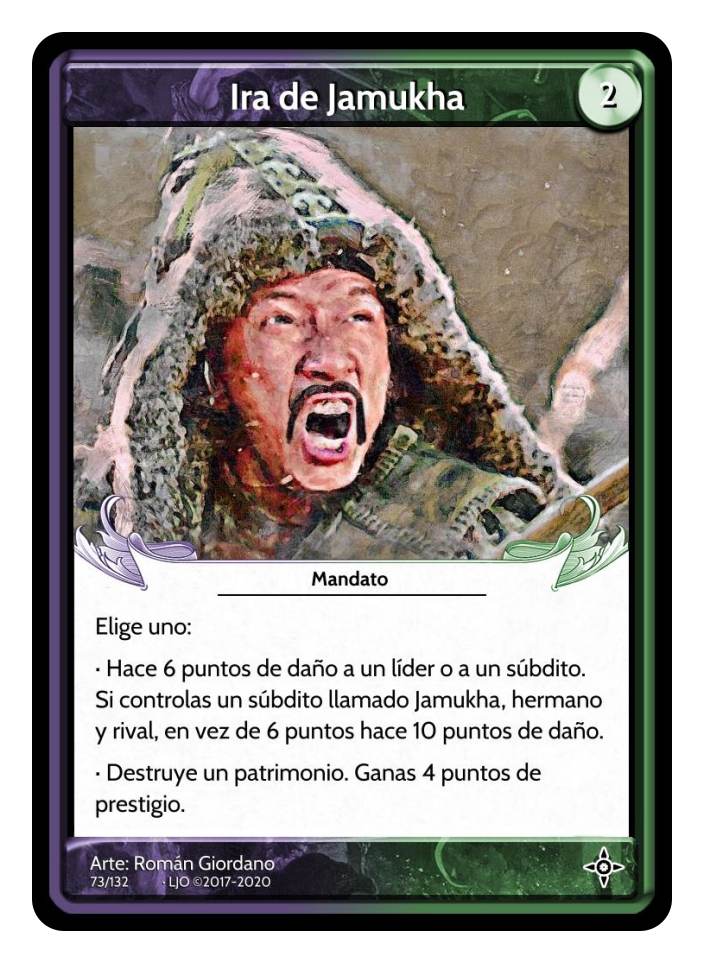 Ira de Jamukha
2
Mandato
Elige uno:
· Hace 6 puntos de daño a un líder o a un súbdito.
Si controlas un súbdito llamado Jamukha, hermano
y rival, en vez de 6 puntos hace 10 puntos de daño.
· Destruye un patrimonio. Ganas 4 puntos de
prestigio.
Arte: Román Giordano
73/132 · LJO ©2017-2020